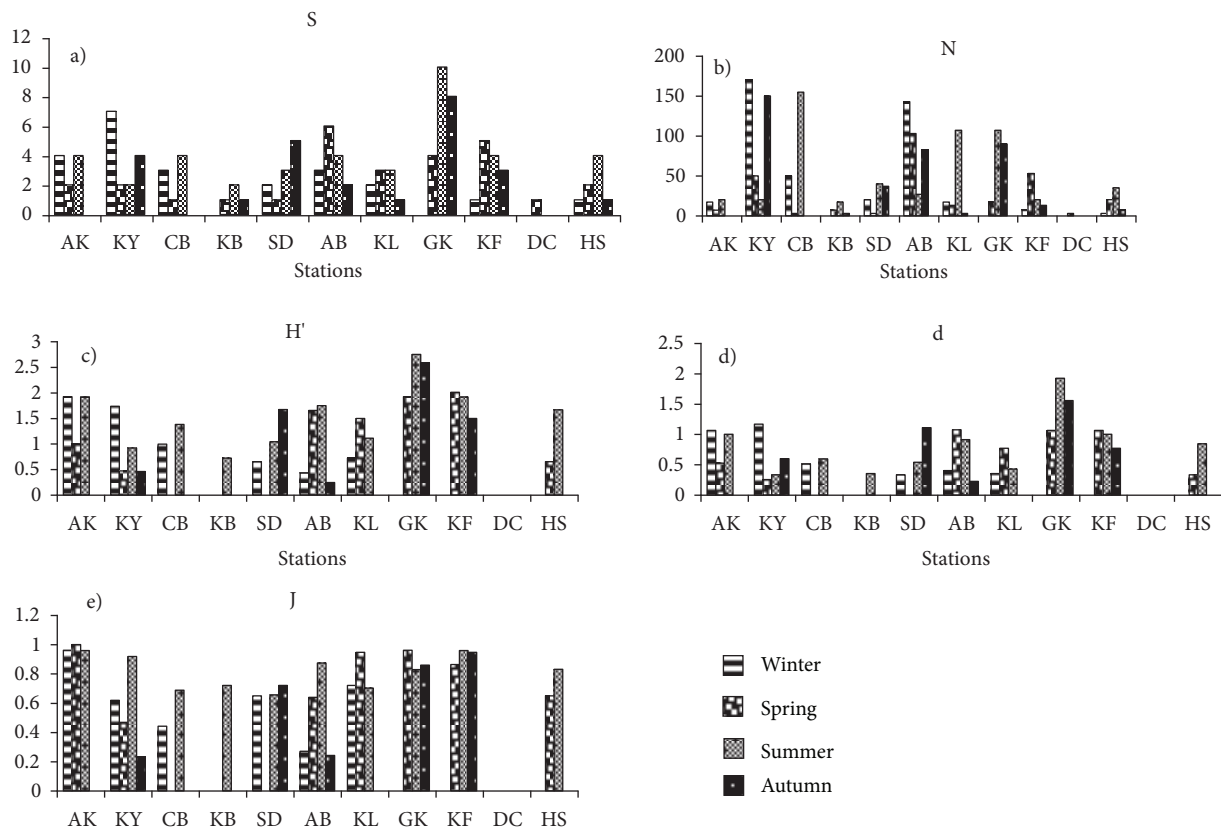 S
a)
12
10
8
6
4
2
0
AK KY CB KB SD AB KL GK KF DC HS
Stations
N
b)
200
150
100
50
0
AK KY CB KB SD AB KL GK KF DC HS
Stations
H'
c)
3
2.5
2
1.5
1
0.5
0
AK KY CB KB SD AB KL GK KF DC HS
Stations
d
d)
2.5
2
1.5
1
0.5
0
AK KY CB KB SD AB KL GK KF DC HS
Stations
J
e)
1.2
1
0.8
0.6
0.4
0.2
0
AK KY CB KB SD AB KL GK KF DC HS
Winter
Spring
Summer
Autumn